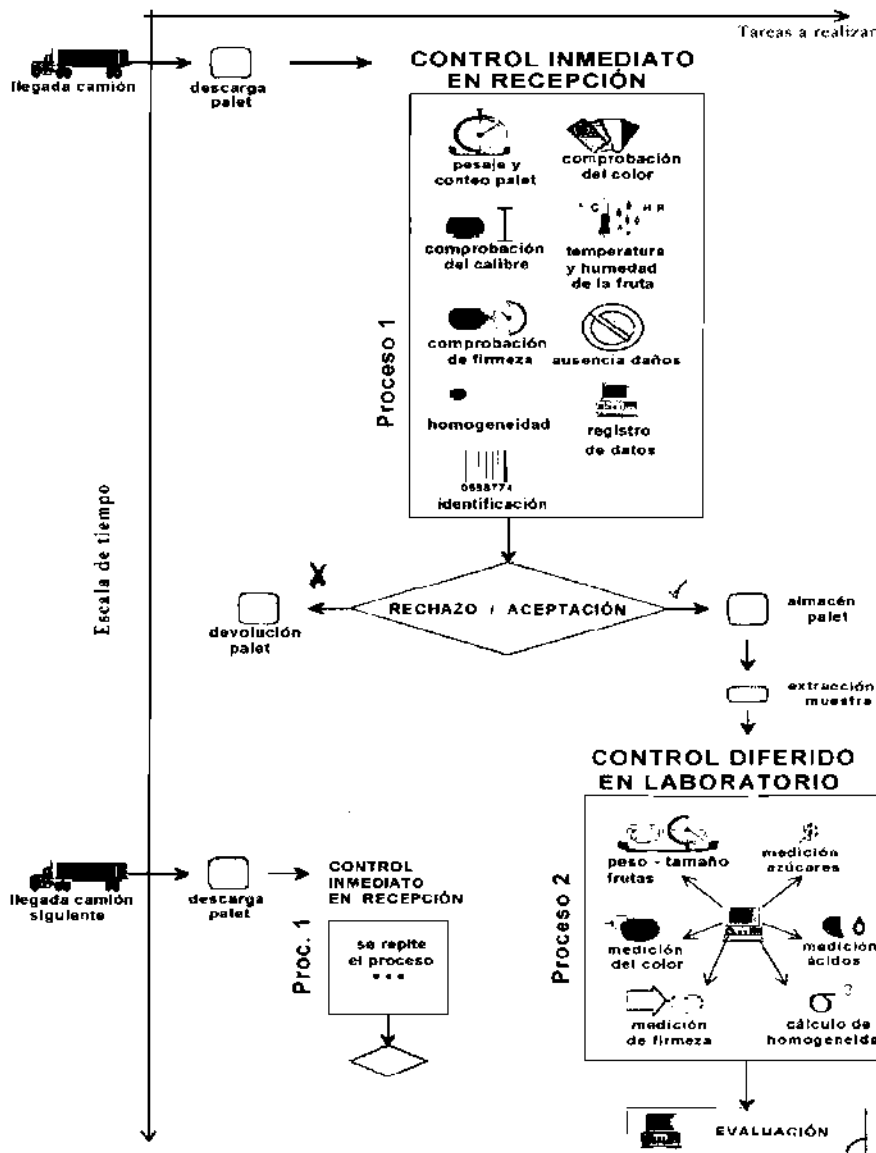 Tareas a realizar
llegada camión
descarga
palet
CONTROL INMEDIATO
EN RECEPCIÓN
Proceso 1
pesaje y
conteo palet
comprobación
del color
°C
HR
comprobación
del calibre
temperatura
y humedad
de la fruta
comprobación
de firmeza
ausencia daños
homogeneidad
registro
de datos
identificación
Escala de tiempo
X
RECHAZO / ACEPTACIÓN
✓
devolución
palet
almacén
palet
extracción
muestra
CONTROL DIFERIDO
EN LABORATORIO
Proceso 2
peso - tamaño
frutas
medición
azúcares
medición
del color
medición
ácidos
medición
de firmeza
σ
cálculo de
homogeneida
llegada camión
siguiente
descarga
palet
CONTROL
INMEDIATO
EN RECEPCIÓN
Proc. 1
se repite
el proceso
• • •
EVALUACIÓN